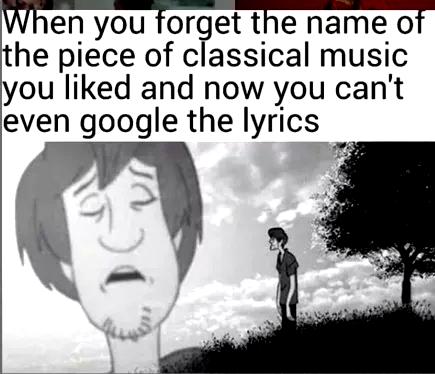 When you forget the name of
the piece of classical music
you liked and now you can't
even google the lyrics